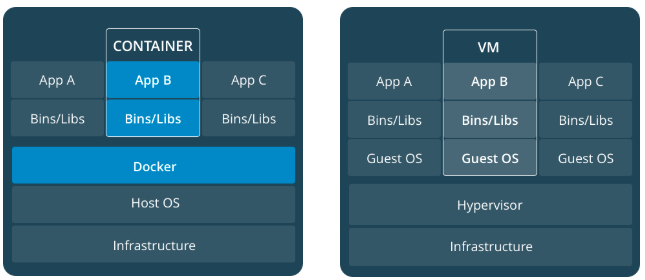 CONTAINER
App A App B App C
Bins/Libs Bins/Libs Bins/Libs
Docker
Host OS
Infrastructure
VM
App A App B App C
Bins/Libs Bins/Libs Bins/Libs
Guest OS Guest OS Guest OS
Hypervisor
Infrastructure